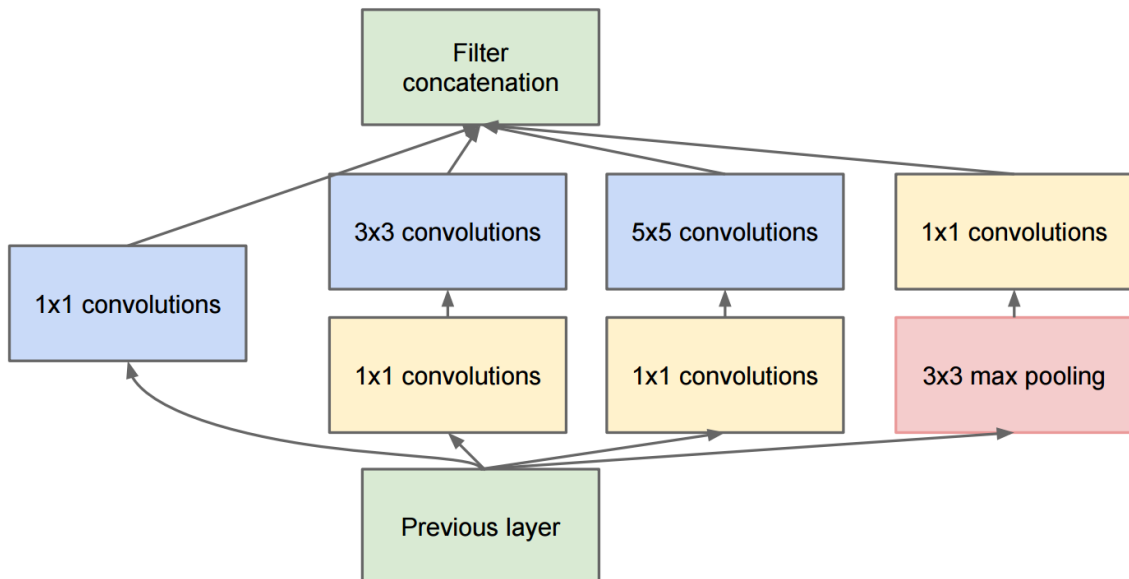 Filter
concatenation
3x3 convolutions
5x5 convolutions
1x1 convolutions
1x1 convolutions
1x1 convolutions
1x1 convolutions
3x3 max pooling
Previous layer